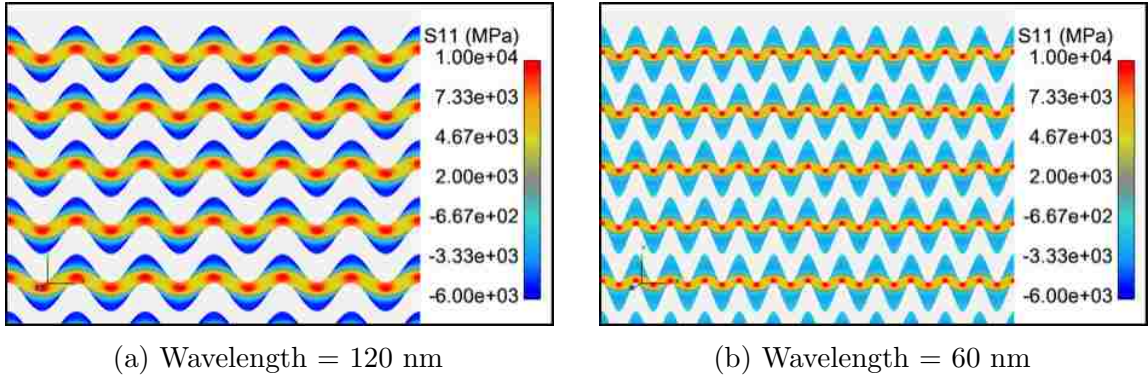 S11 (MPa)
1.00e+04
7.33e+03
4.67e+03
2.00e+03
-6.67e+02
-3.33e+03
-6.00e+03
S11 (MPa)
1.00e+04
7.33e+03
4.67e+03
2.00e+03
-6.67e+02
-3.33e+03
-6.00e+03
(a) Wavelength = 120 nm
(b) Wavelength = 60 nm